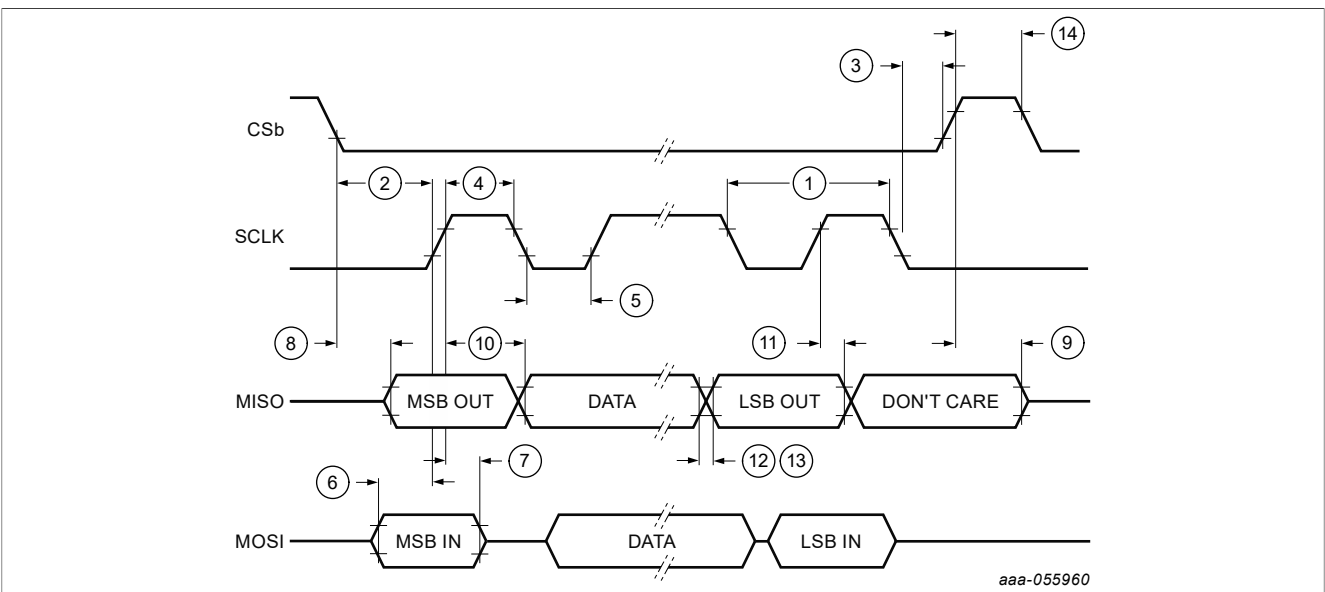 14
3
CSb
2
4
1
SCLK
5
8
10
11
9
MISO
MSB OUT
DATA
LSB OUT
DON'T CARE
7
12
13
6
MOSI
MSB IN
DATA
LSB IN
aaa-055960